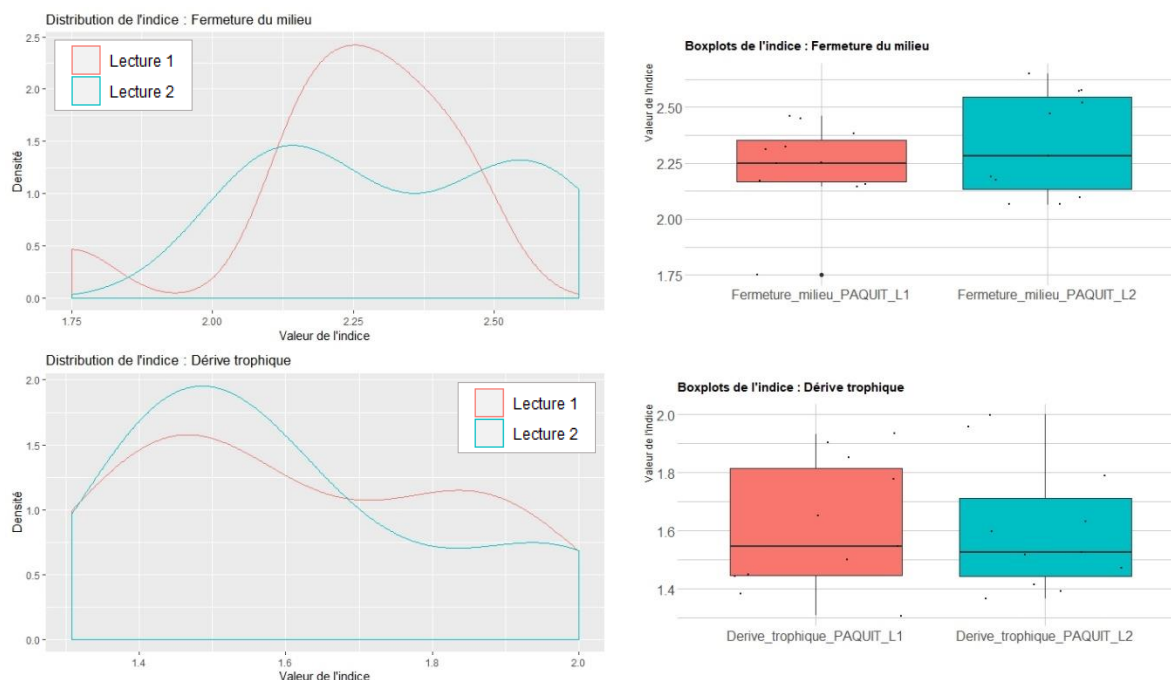 Distribution de l'indice : Fermeture du milieu
2.5
2.0
1.5
1.0
0.5
0.0
Densité
Lecture 1
Lecture 2
1.75
2.00
2.25
2.50
Valeur de l'indice
Boxplots de l'indice : Fermeture du milieu
Valeur de l'indice
2.50
2.25
2.00
1.75
Fermeture_milieu_PAQUIT_L1
Fermeture_milieu_PAQUIT_L2
Distribution de l'indice : Dérive trophique
2.0
1.5
1.0
0.5
0.0
Densité
Lecture 1
Lecture 2
1.4
1.6
1.8
2.0
Valeur de l'indice
Boxplots de l'indice : Dérive trophique
Valeur de l'indice
2.0
1.8
1.6
1.4
Derive_trophique_PAQUIT_L1
Derive_trophique_PAQUIT_L2